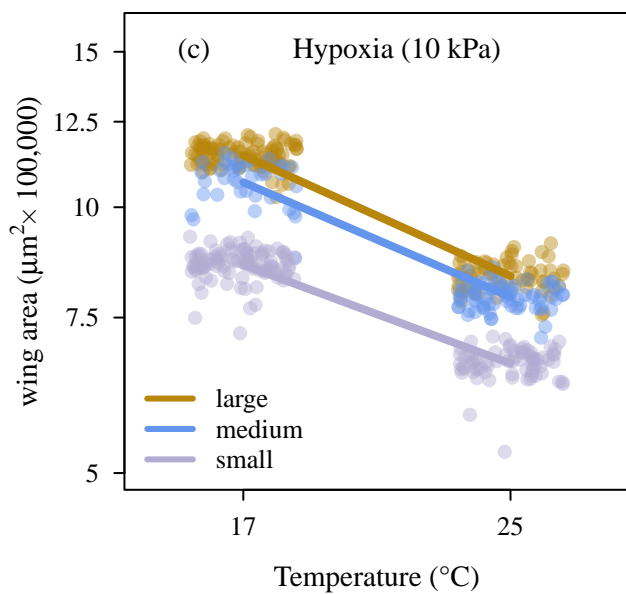 (c) Hypoxia (10 kPa)
15
12.5
10
7.5
5
wing area (μm²× 100,000)
large
medium
small
17 25
Temperature (°C)